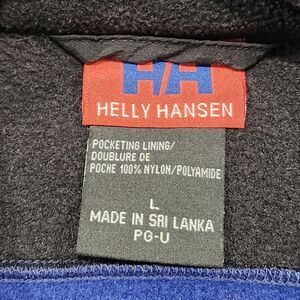 HH
HELLY HANSEN
POCKETING LINING/
DOUBLURE DE
POCHE 100% NYLON/POLYAMIDE
L
MADE IN SRI LANKA
PG-U